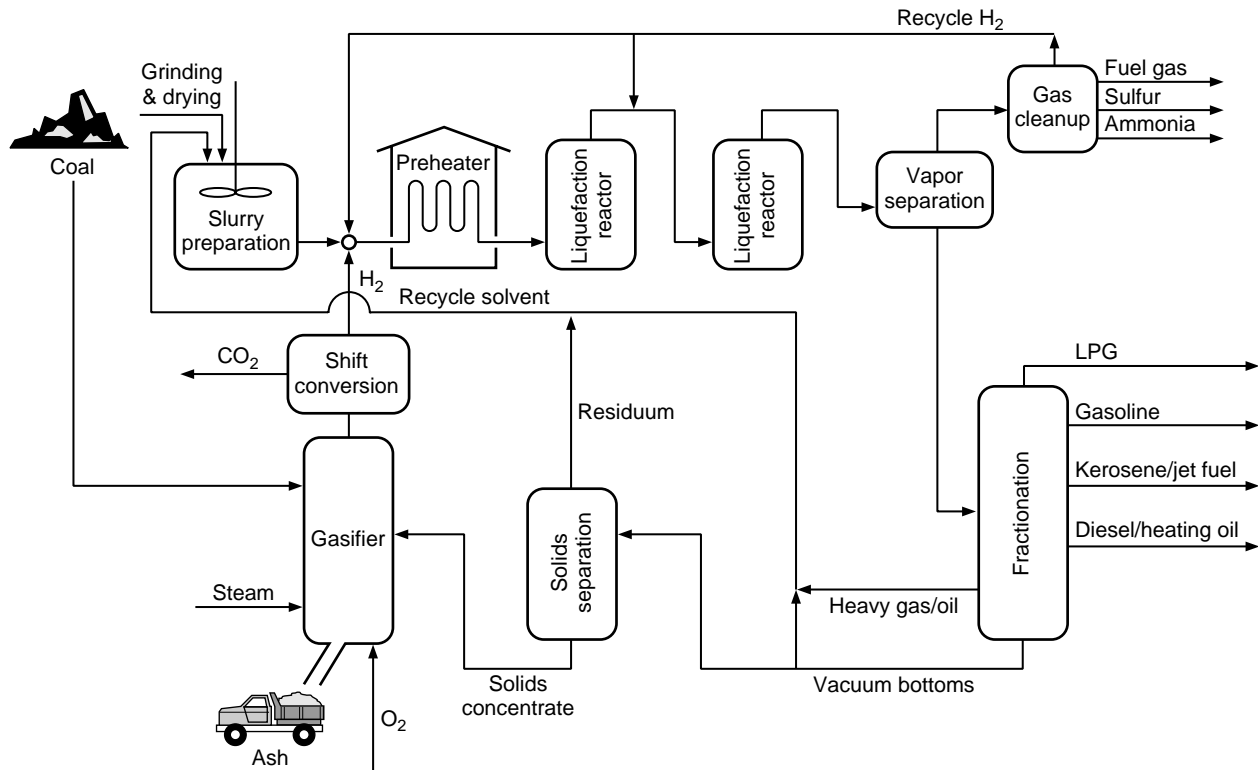 Recycle H₂
Grinding
& drying
Fuel gas
Sulfur
Ammonia
Gas
cleanup
Coal
Preheater
Slurry
preparation
Liquefaction
reactor
Liquefaction
reactor
Vapor
separation
H₂
Recycle solvent
CO₂
Shift
conversion
LPG
Residuum
Gasoline
Kerosene/jet fuel
Diesel/heating oil
Gasifier
Solids
separation
Fractionation
Steam
Heavy gas/oil
Solids
concentrate
Vacuum bottoms
O₂
Ash